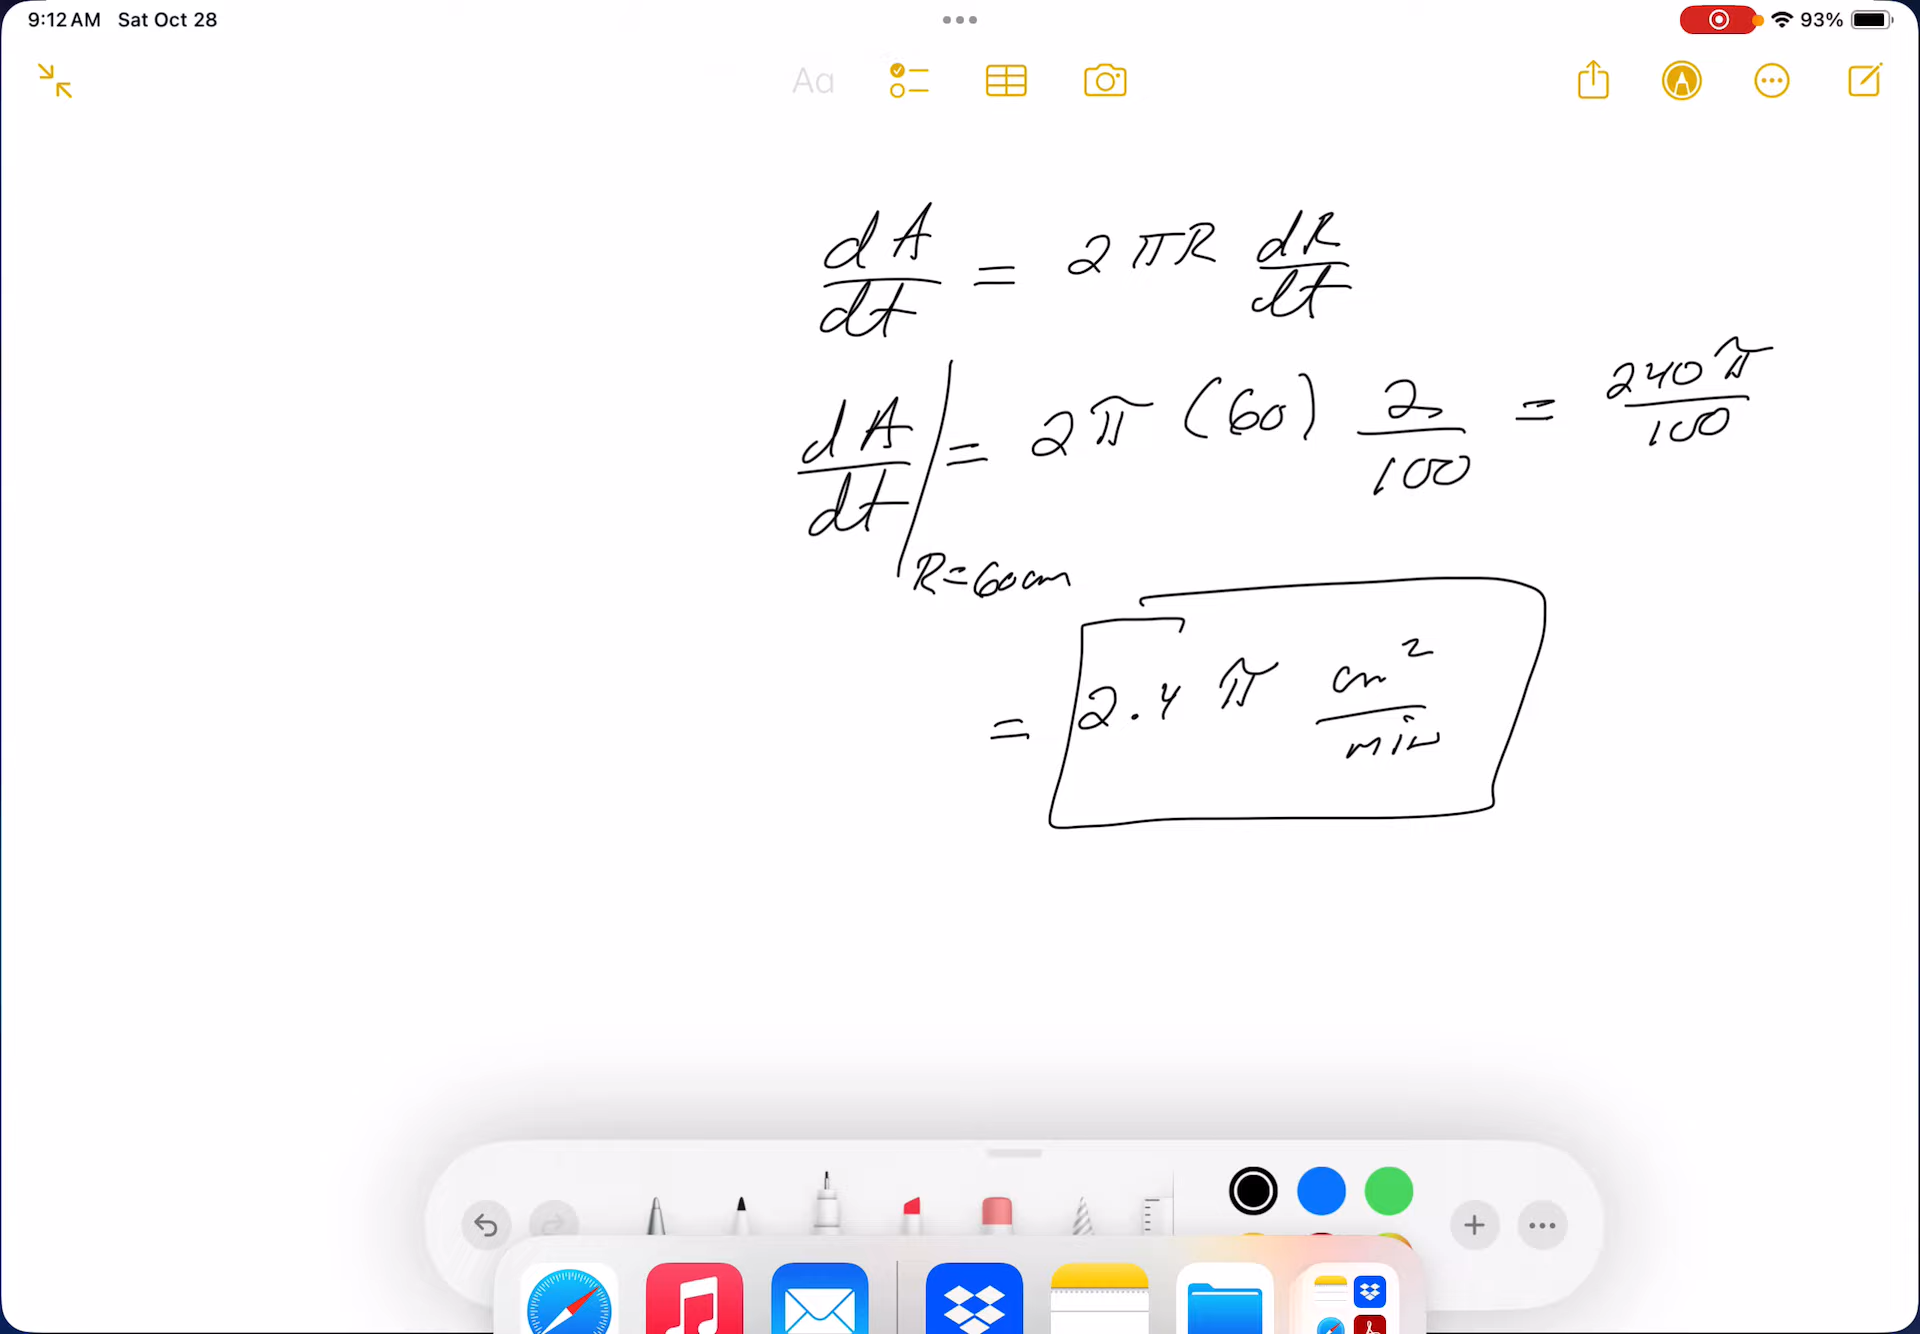 9:12 AM Sat Oct 28 93%
Aa
dA/dt = 2πR dR/dt
dA/dt | R=60cm = 2π (60) 2/100 = 240π/100
= 2.4 π cm²/min